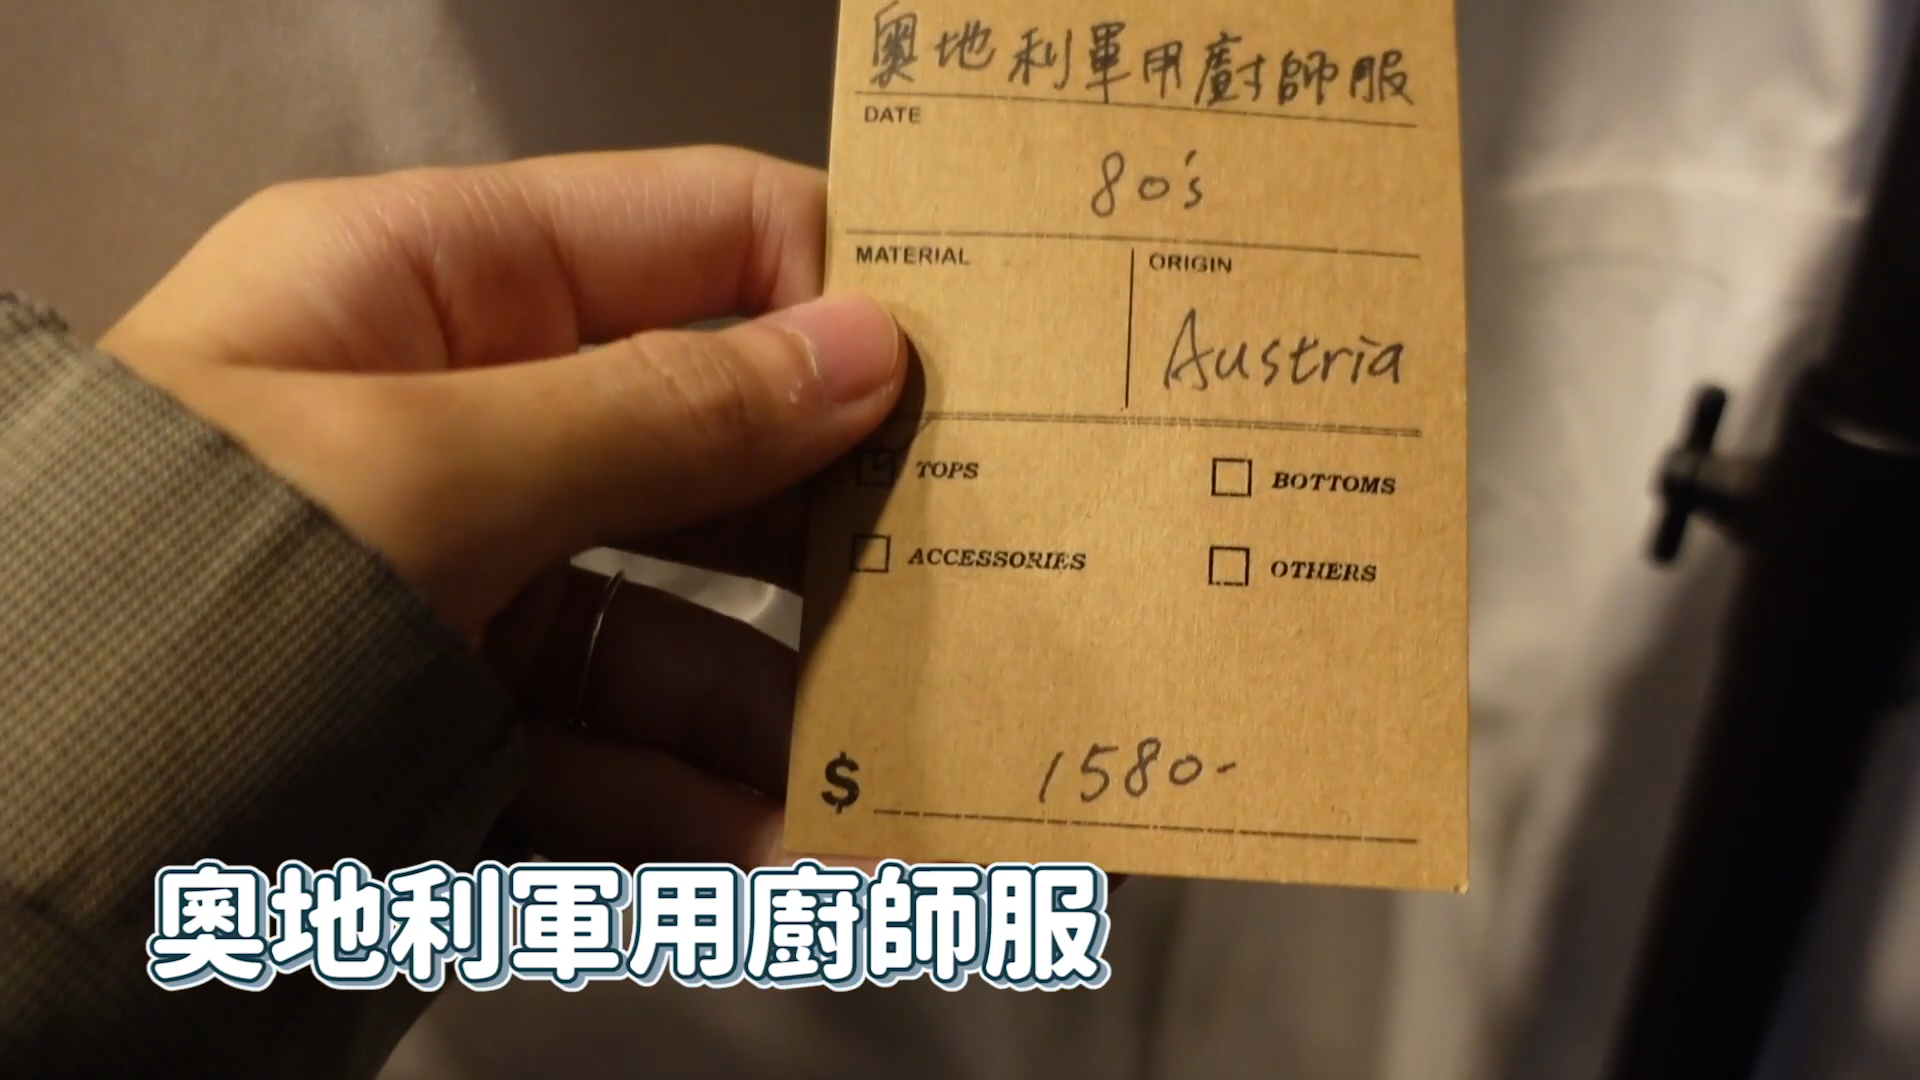 奧地利軍用廚師服
DATE
80's
MATERIAL
ORIGIN
Austria
TOPS
BOTTOMS
ACCESSORIES
OTHERS
$ 1580-
奧地利軍用廚師服